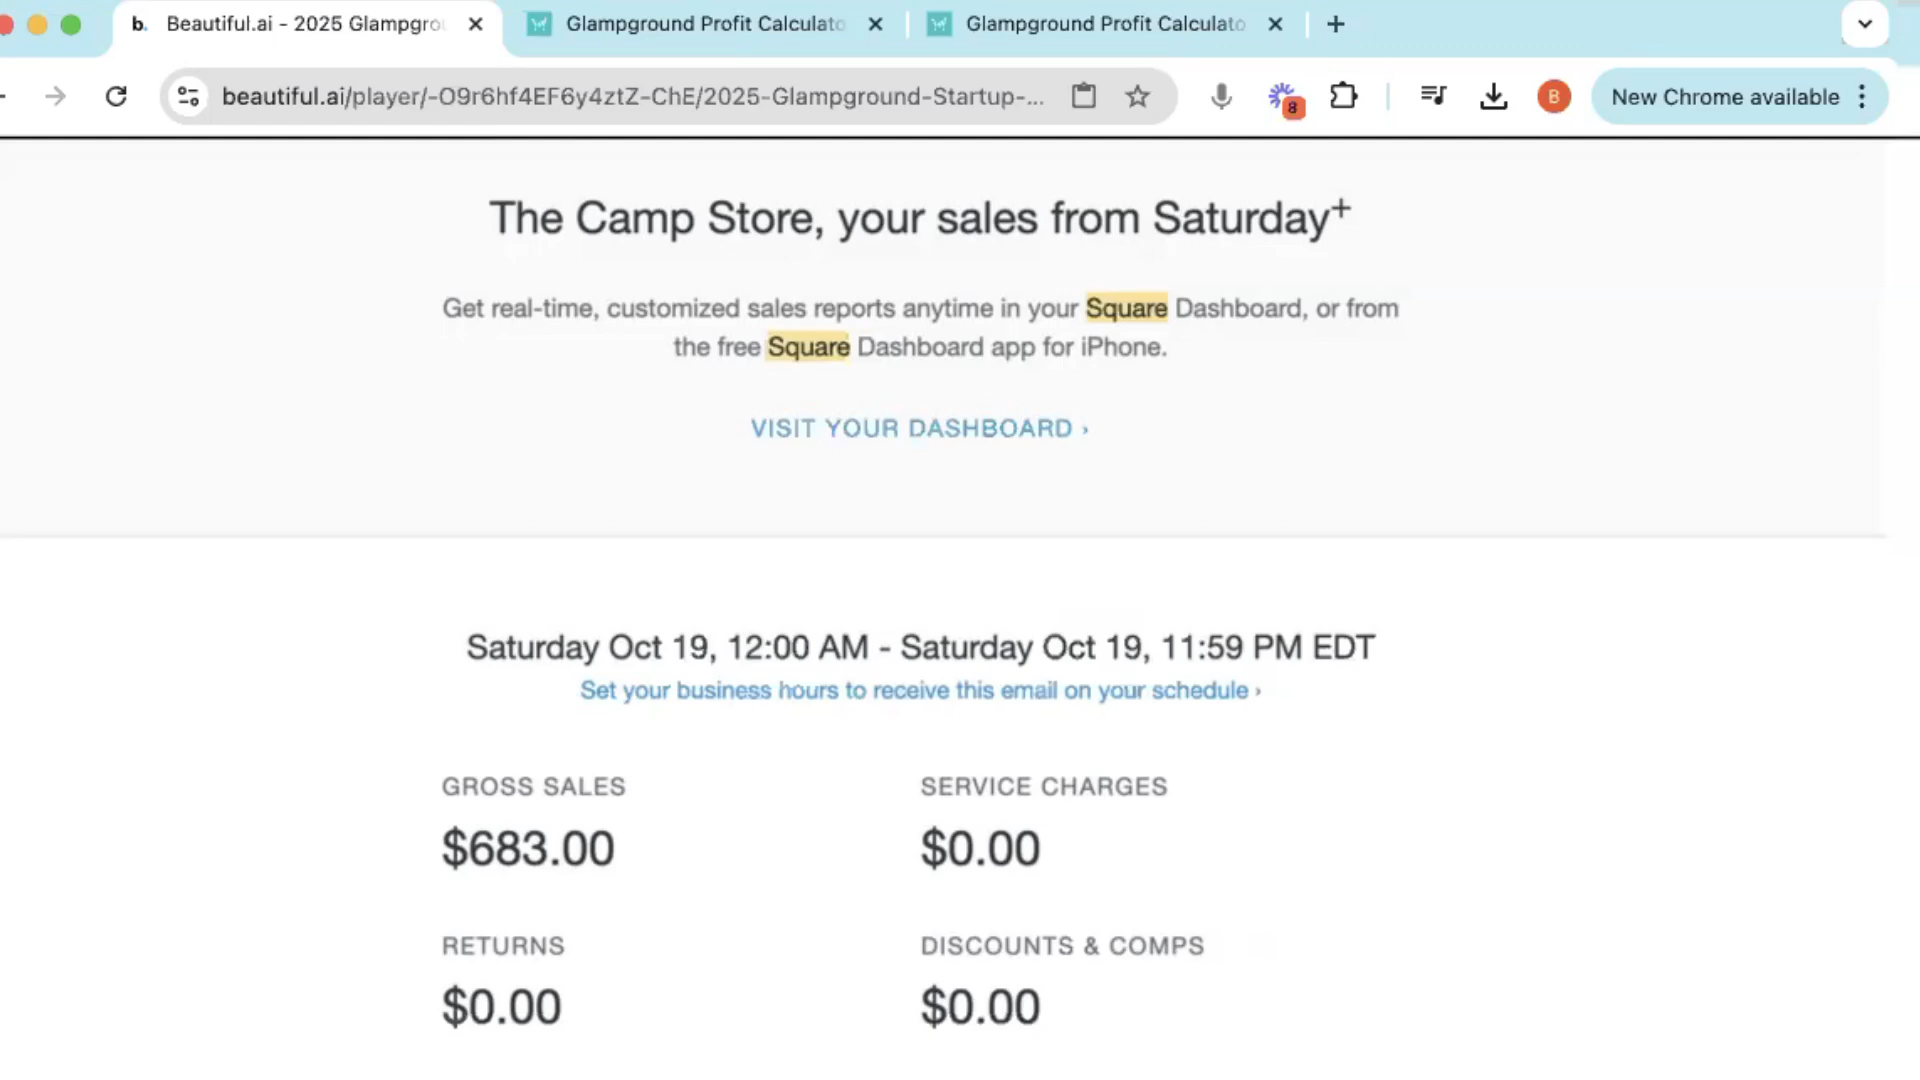 b. Beautiful.ai - 2025 Glampgro
Glampground Profit Calculato
Glampground Profit Calculato
beautiful.ai/player/-O9r6hf4EF6y4ztZ-ChE/2025-Glampground-Startup-...
8
B
New Chrome available
The Camp Store, your sales from Saturday+
Get real-time, customized sales reports anytime in your Square Dashboard, or from
the free Square Dashboard app for iPhone.
VISIT YOUR DASHBOARD ›
Saturday Oct 19, 12:00 AM - Saturday Oct 19, 11:59 PM EDT
Set your business hours to receive this email on your schedule ›
GROSS SALES
$683.00
SERVICE CHARGES
$0.00
RETURNS
$0.00
DISCOUNTS & COMPS
$0.00